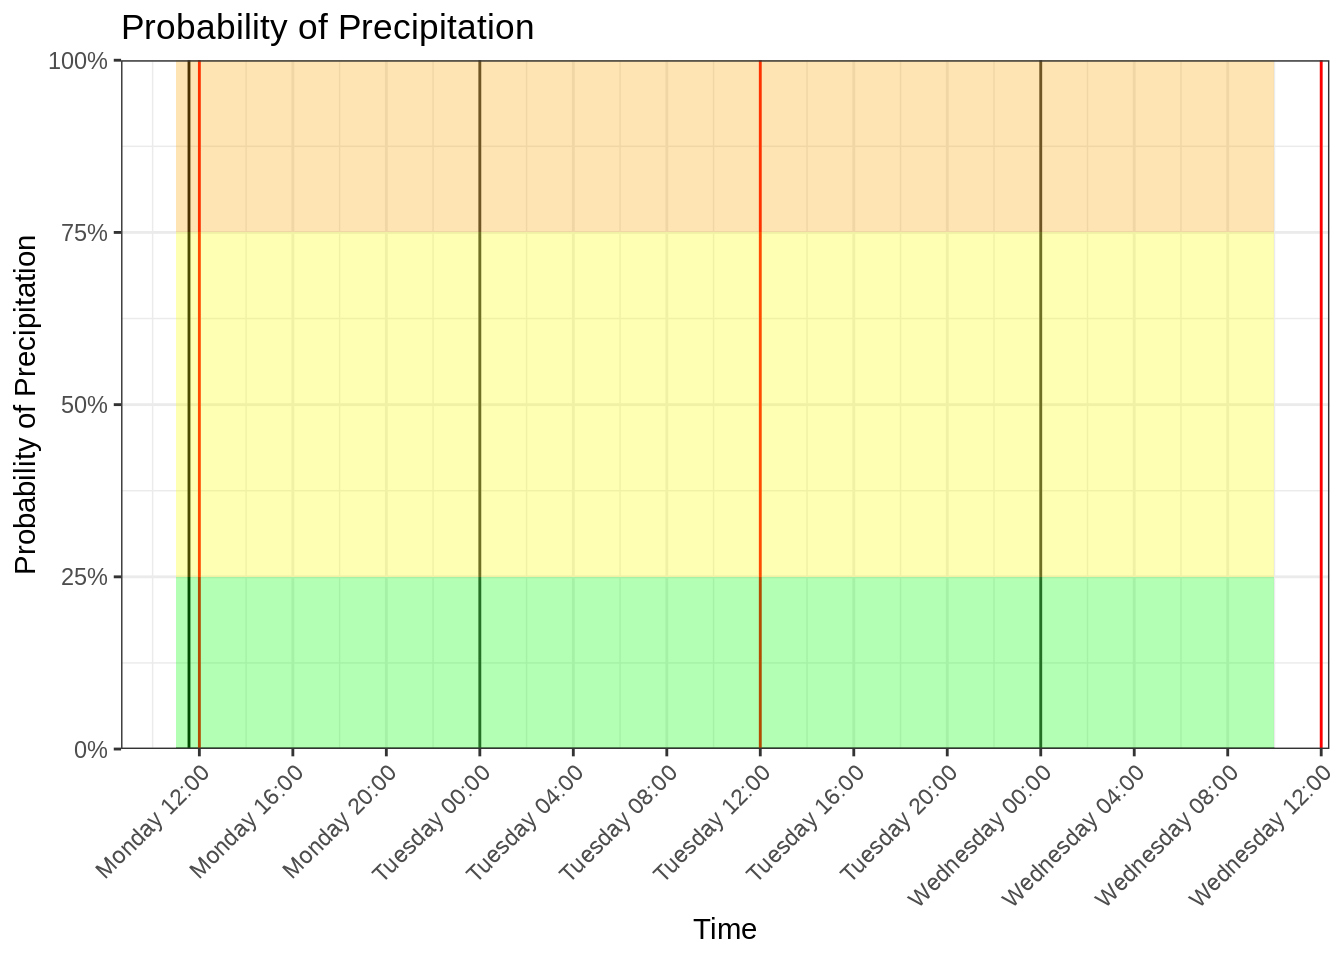 Probability of Precipitation
Probability of Precipitation
100%
75%
50%
25%
0%
Monday 12:00
Monday 16:00
Monday 20:00
Tuesday 00:00
Tuesday 04:00
Tuesday 08:00
Tuesday 12:00
Tuesday 16:00
Tuesday 20:00
Wednesday 00:00
Wednesday 04:00
Wednesday 08:00
Wednesday 12:00
Time